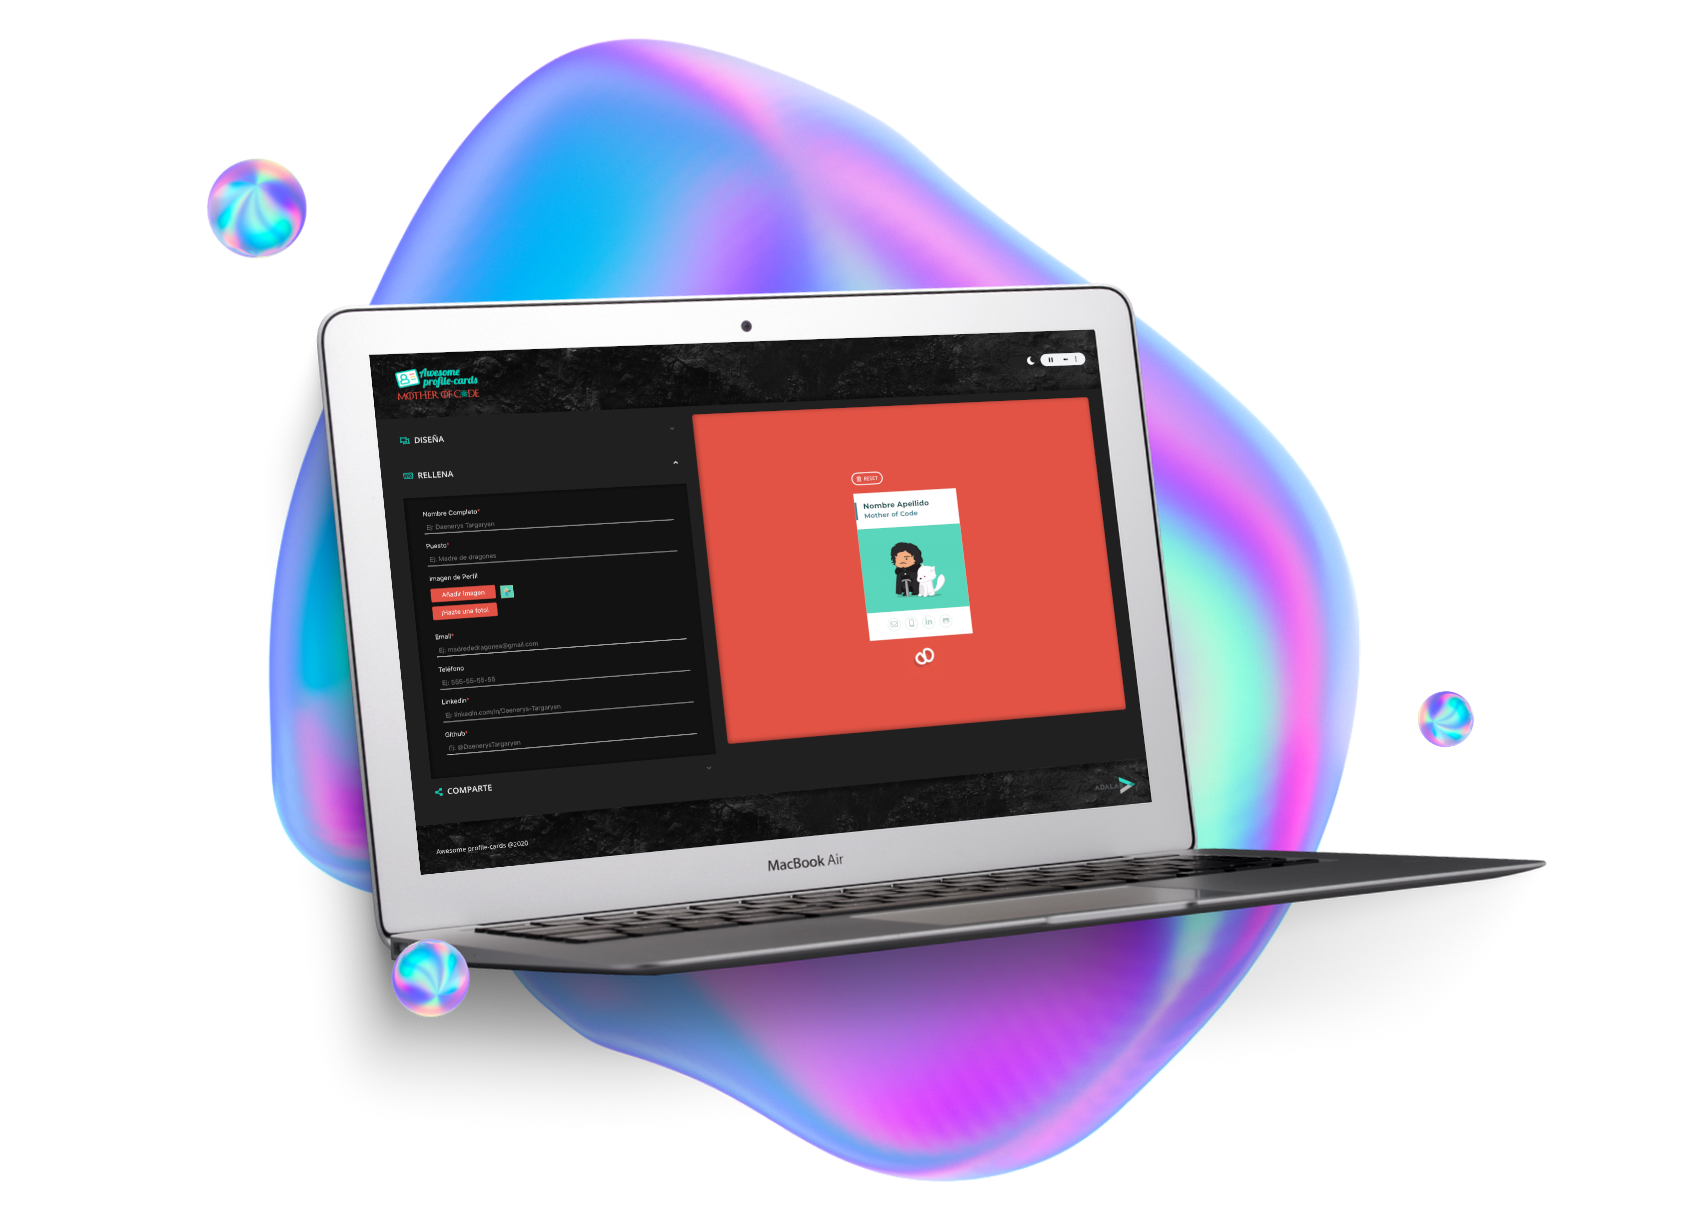 Awesome
profile-cards
MOTHER OF CODE
DISEÑA
RELLENA
Nombre Completo*
Ej: Daenerys Targaryen
Puesto*
Ej: Madre de dragones
Imagen de Perfil
Añadir Imagen
¡Hazte una foto!
Email*
Ej: madrededragones@gmail.com
Teléfono
Ej: 555-55-55-55
Linkedin*
Ej: linkedin.com/in/Daenerys-Targaryen
Github*
Ej: @DaenerysTargaryen
COMPARTE
RESET
Nombre Apellido
Mother of Code
in
ADALAB
Awesome profile-cards @2020
MacBook Air